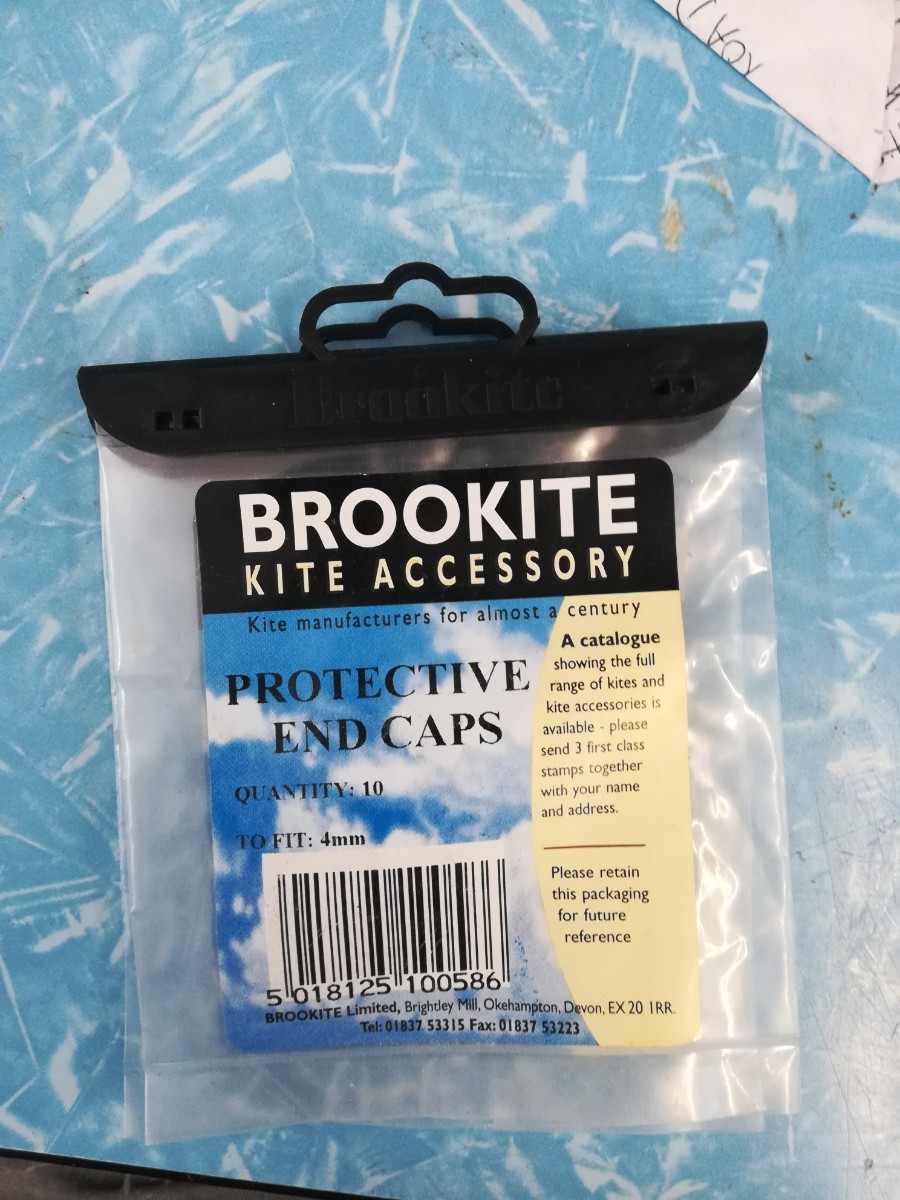 Brookite
BROOKITE
KITE ACCESSORY
Kite manufacturers for almost a century
PROTECTIVE
END CAPS
QUANTITY: 10
TO FIT: 4mm
A catalogue
showing the full
range of kites and
kite accessories is
available - please
send 3 first class
stamps together
with your name
and address.
Please retain
this packaging
for future
reference
5 018125 100586
BROOKITE Limited, Brightley Mill, Okehampton, Devon, EX20 1RR.
Tel: 01837 53315 Fax: 01837 53223